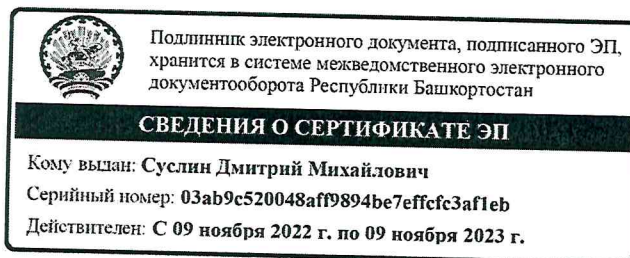 Подлинник электронного документа, подписанного ЭП,
хранится в системе межведомственного электронного
документооборота Республики Башкортостан
СВЕДЕНИЯ О СЕРТИФИКАТЕ ЭП
Кому выдан: Суслин Дмитрий Михайлович
Серийный номер: 03ab9c520048aff9894be7effcfc3af1eb
Действителен: С 09 ноября 2022 г. по 09 ноября 2023 г.